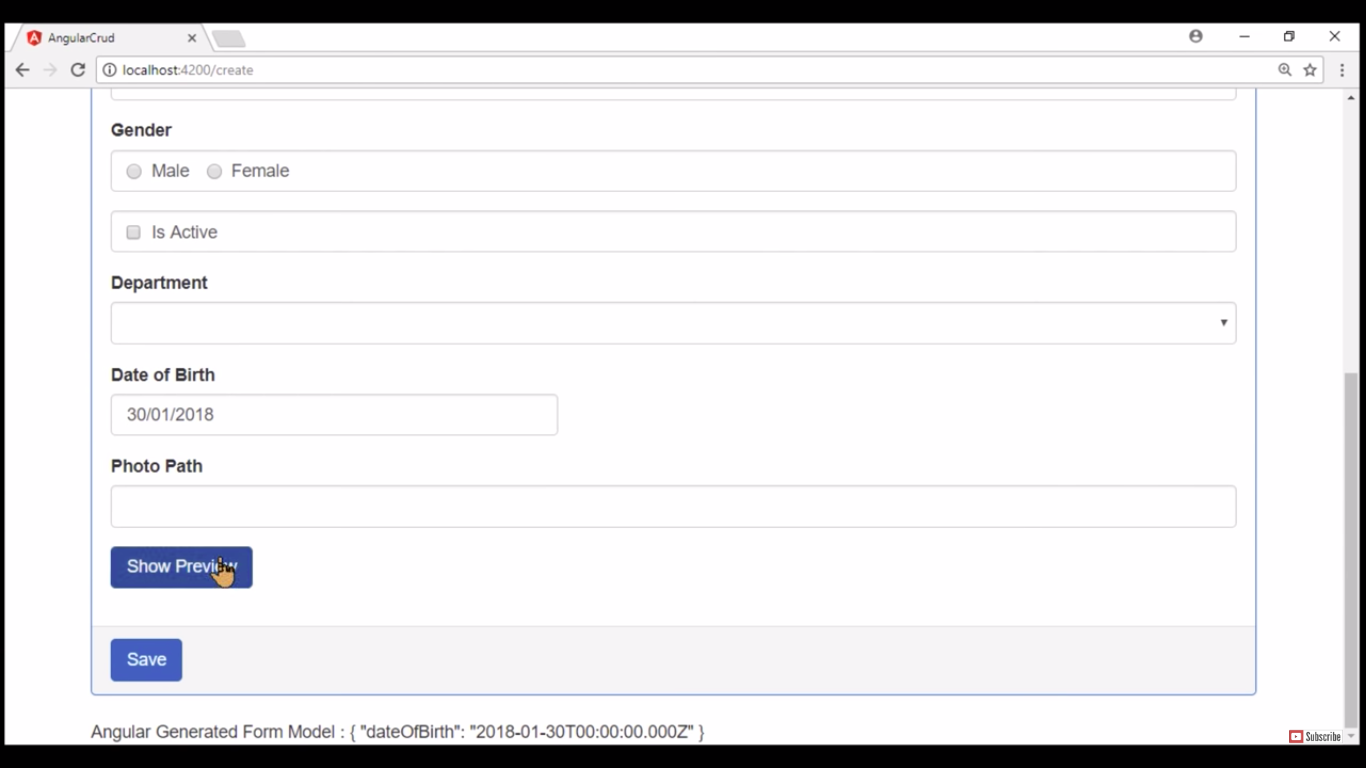 AngularCrud
localhost:4200/create
Gender
Male Female
Is Active
Department
Date of Birth
30/01/2018
Photo Path
Show Preview
Save
Angular Generated Form Model : { "dateOfBirth": "2018-01-30T00:00:00.000Z" }
Subscribe